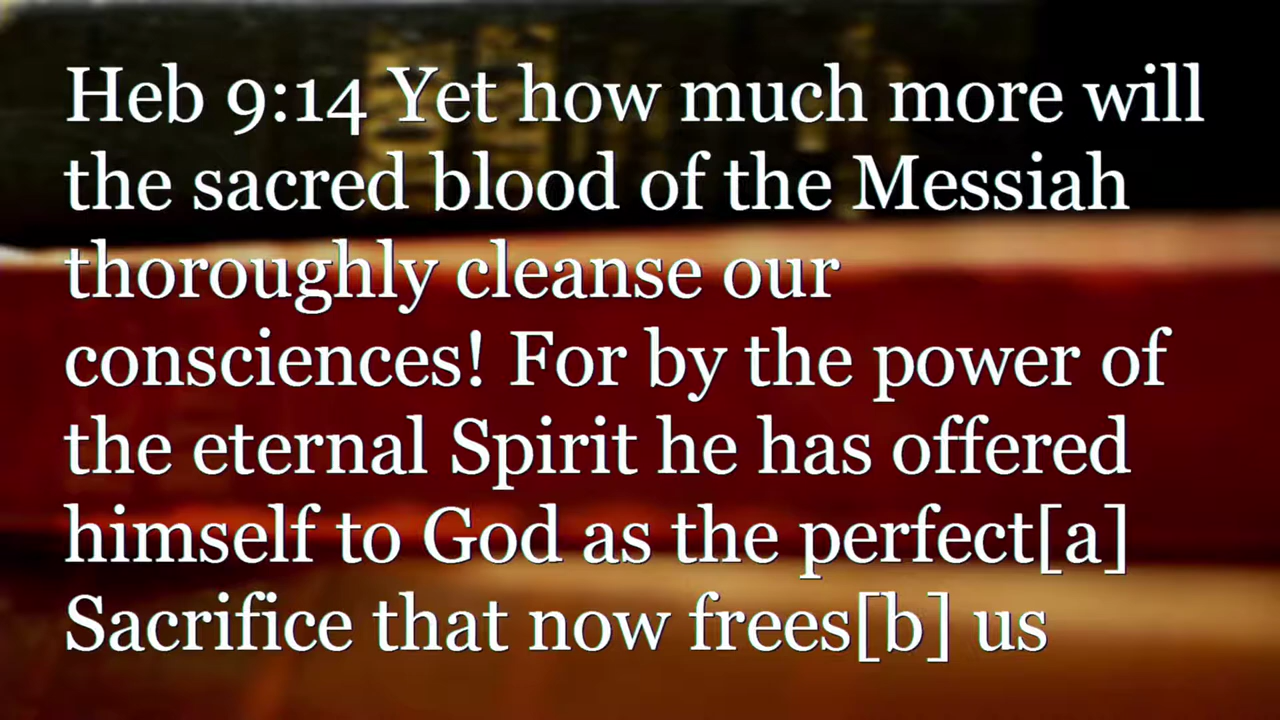 Heb 9:14 Yet how much more will
the sacred blood of the Messiah
thoroughly cleanse our
consciences! For by the power of
the eternal Spirit he has offered
himself to God as the perfect[a]
Sacrifice that now frees[b] us